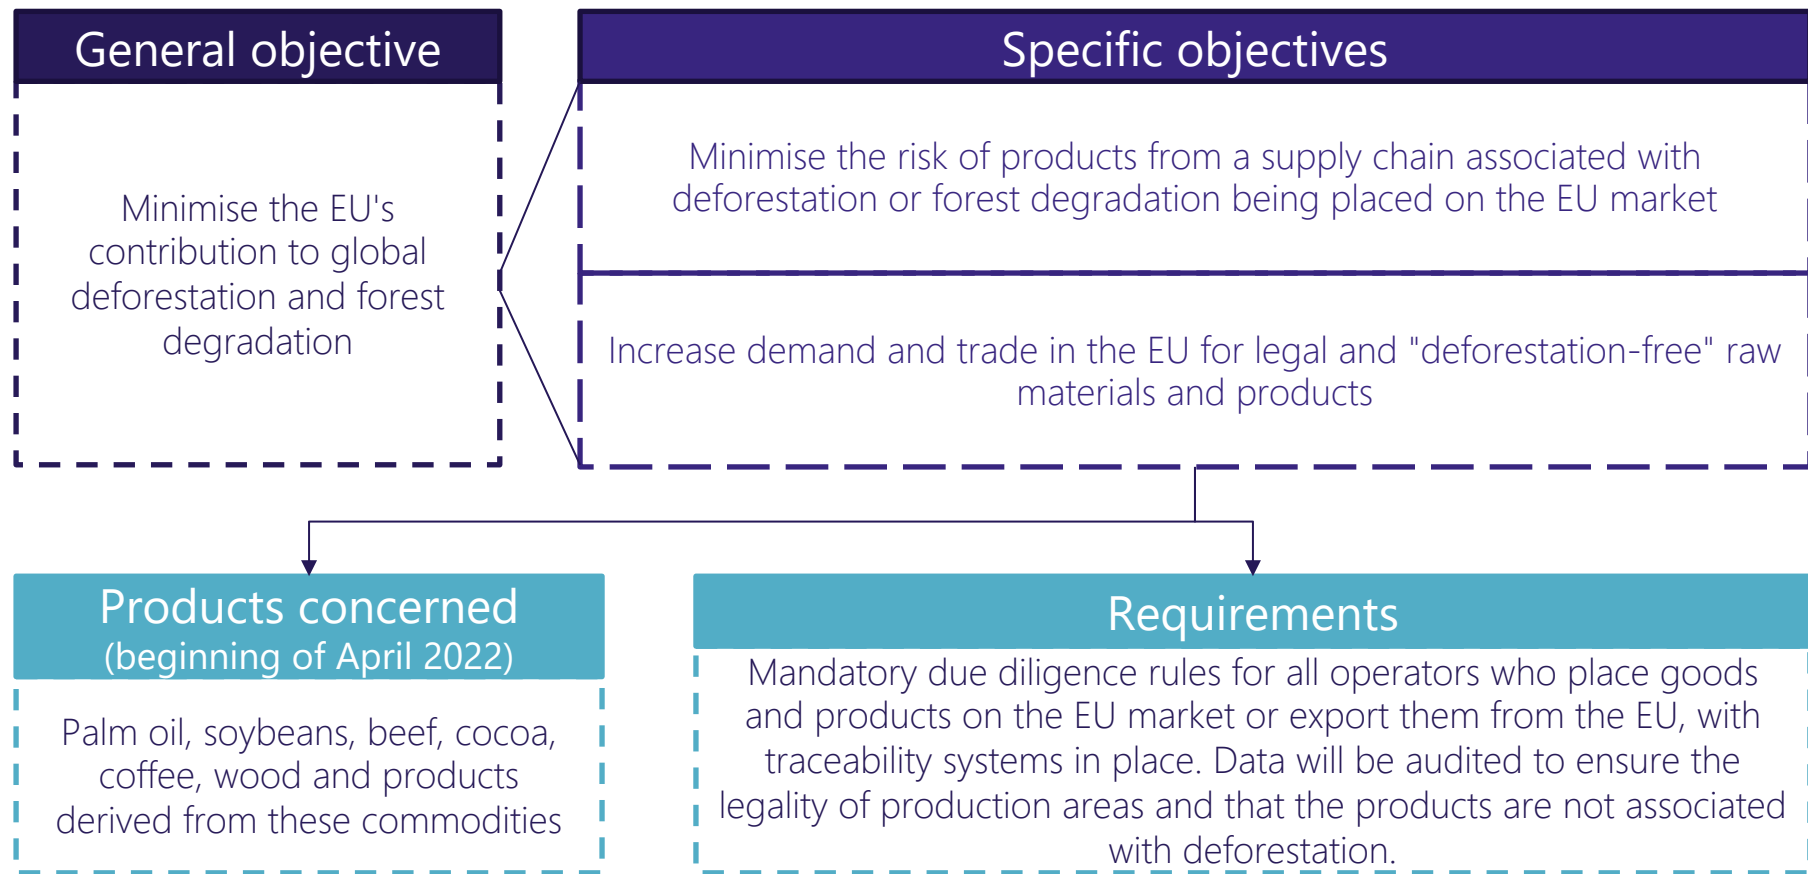 General objective
Specific objectives
Minimise the EU's
contribution to global
deforestation and forest
degradation
Minimise the risk of products from a supply chain associated with
deforestation or forest degradation being placed on the EU market
Increase demand and trade in the EU for legal and "deforestation-free" raw
materials and products
Products concerned
(beginning of April 2022)
Palm oil, soybeans, beef, cocoa,
coffee, wood and products
derived from these commodities
Requirements
Mandatory due diligence rules for all operators who place goods
and products on the EU market or export them from the EU, with
traceability systems in place. Data will be audited to ensure the
legality of production areas and that the products are not associated
with deforestation.